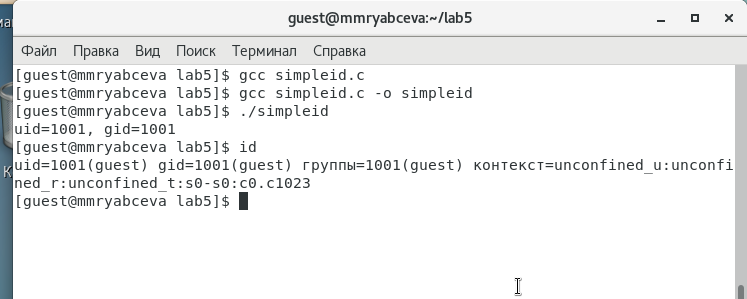 guest@mmryabceva:~/lab5
Файл Правка Вид Поиск Терминал Справка
[guest@mmryabceva lab5]$ gcc simpleid.c
[guest@mmryabceva lab5]$ gcc simpleid.c -o simpleid
[guest@mmryabceva lab5]$ ./simpleid
uid=1001, gid=1001
[guest@mmryabceva lab5]$ id
uid=1001(guest) gid=1001(guest) группы=1001(guest) контекст=unconfined_u:unconfi
ned_r:unconfined_t:s0-s0:c0.c1023
[guest@mmryabceva lab5]$